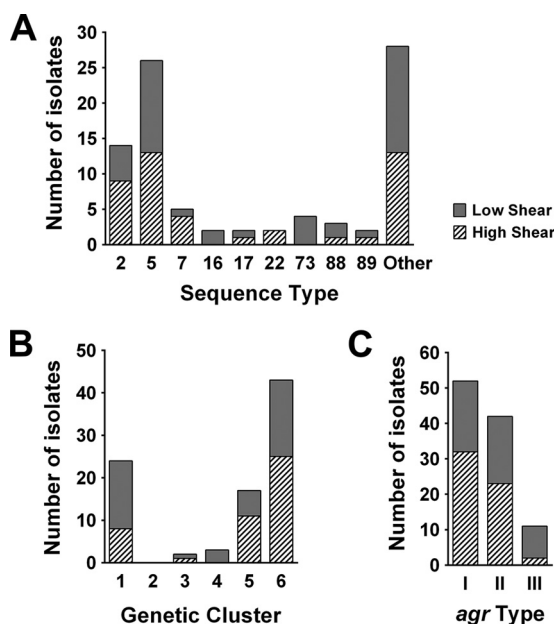 A
Number of isolates
30
25
20
15
10
5
0
2 5 7 16 17 22 73 88 89 Other
Sequence Type
Low Shear
High Shear
B
Number of isolates
50
40
30
20
10
0
1 2 3 4 5 6
Genetic Cluster
C
Number of isolates
60
50
40
30
20
10
0
I II III
agr Type